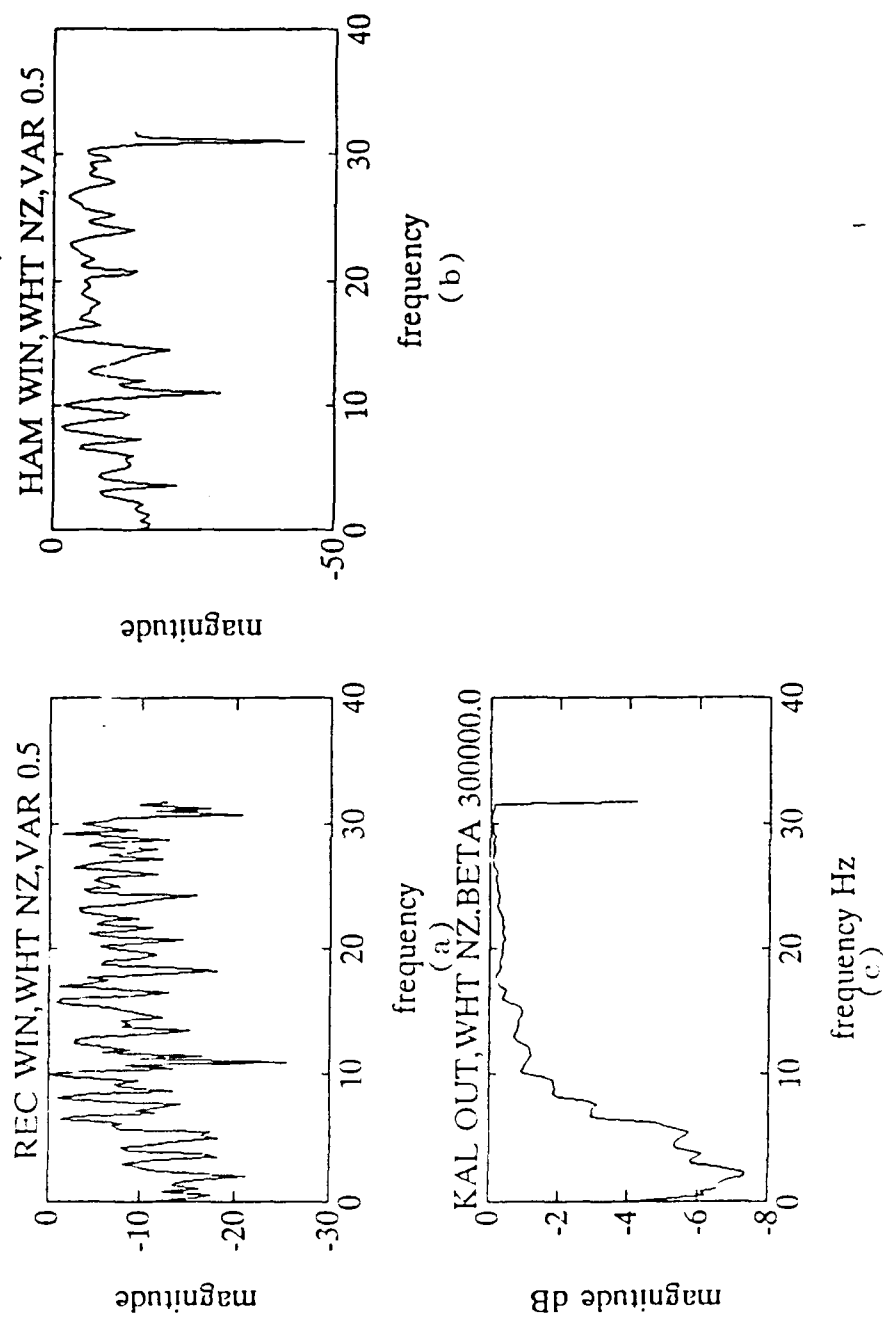 REC WIN,WHT NZ,VAR 0.5
magnitude
0
-10
-20
-30
0
10
20
30
40
frequency
(a)
HAM WIN,WHT NZ,VAR 0.5
magnitude
0
-50
0
10
20
30
40
frequency
(b)
KAL OUT,WHT NZ.BETA 300000.0
magnitude dB
0
-2
-4
-6
-8
0
10
20
30
40
frequency Hz
(c)